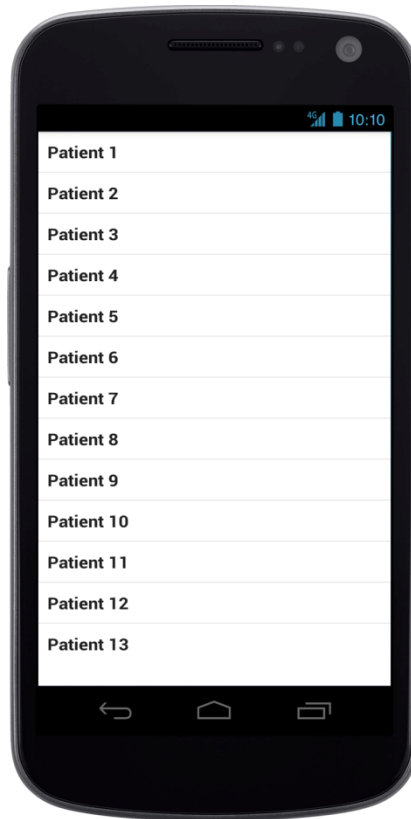 4G 10:10
Patient 1
Patient 2
Patient 3
Patient 4
Patient 5
Patient 6
Patient 7
Patient 8
Patient 9
Patient 10
Patient 11
Patient 12
Patient 13